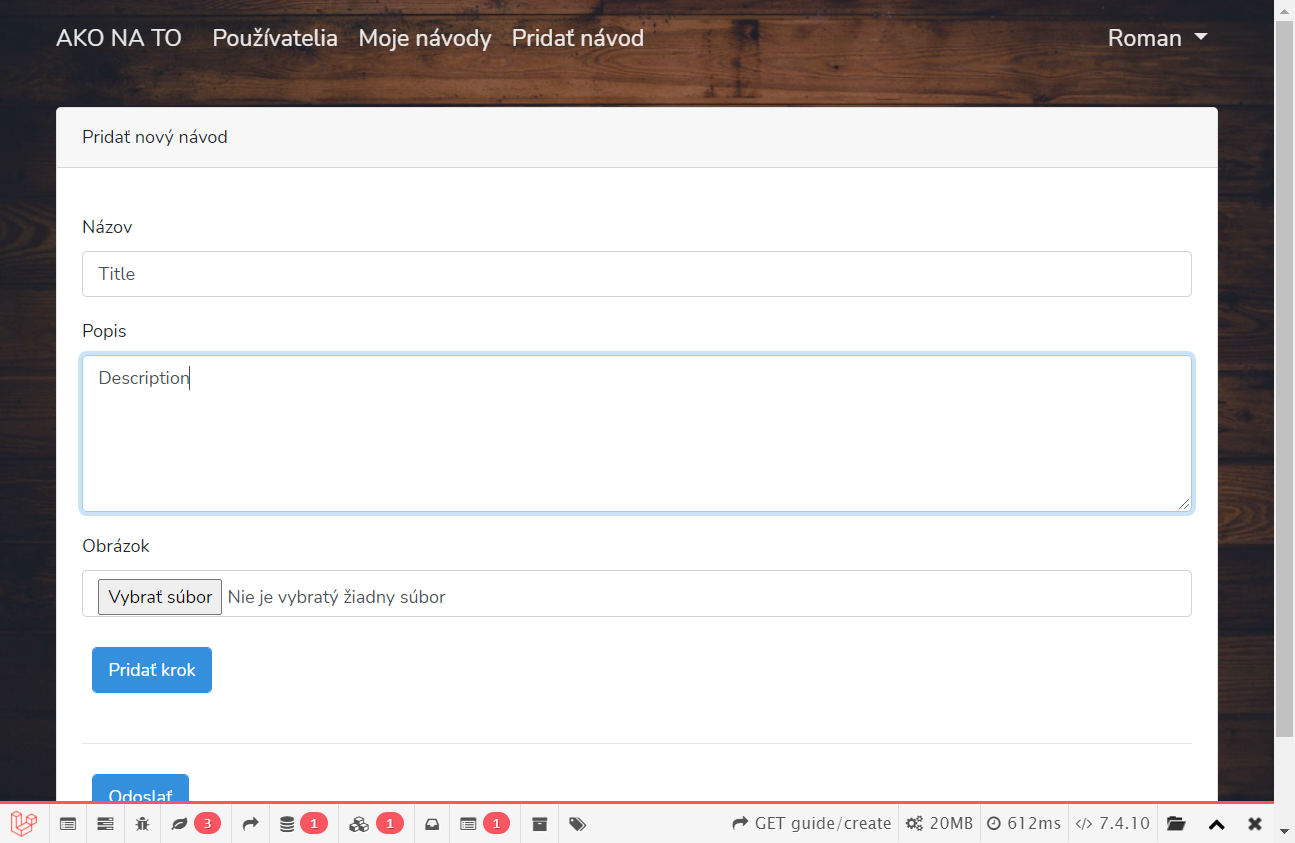 AKO NA TO Používatelia Moje návody Pridať návod Roman
Pridať nový návod
Názov
Title
Popis
Description
Obrázok
Vybrať súbor Nie je vybratý žiadny súbor
Pridať krok
Odoslať
3 1 1 1 GET guide/create 20MB 612ms 7.4.10